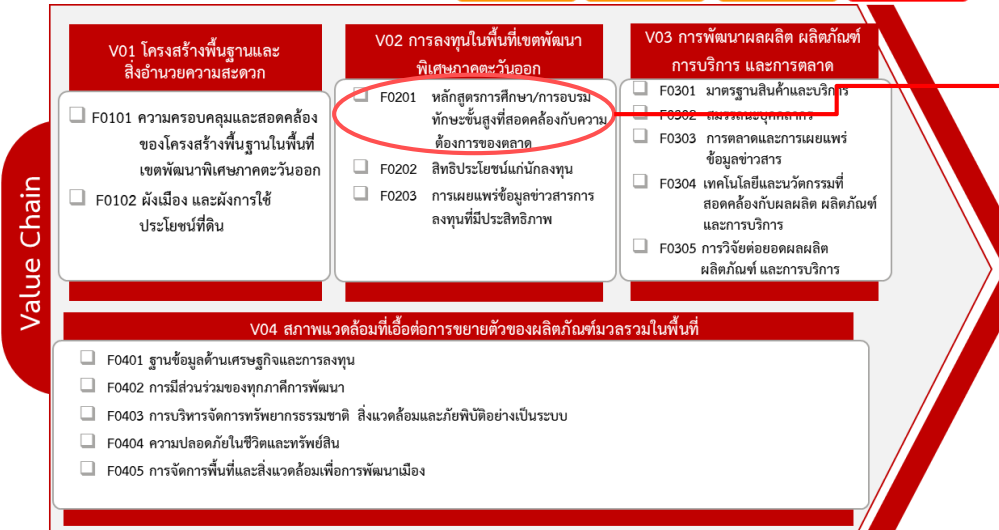 Value Chain
V01 โครงสร้างพื้นฐานและ
สิ่งอำนวยความสะดวก
F0101 ความครอบคลุมและสอดคล้อง
ของโครงสร้างพื้นฐานในพื้นที่
เขตพัฒนาพิเศษภาคตะวันออก
F0102 ผังเมือง และผังการใช้
ประโยชน์ที่ดิน
V02 การลงทุนในพื้นที่เขตพัฒนา
พิเศษภาคตะวันออก
F0201 หลักสูตรการศึกษา/การอบรม
ทักษะขั้นสูงที่สอดคล้องกับความ
ต้องการของตลาด
F0202 สิทธิประโยชน์แก่นักลงทุน
F0203 การเผยแพร่ข้อมูลข่าวสารการ
ลงทุนที่มีประสิทธิภาพ
V03 การพัฒนาผลผลิต ผลิตภัณฑ์
การบริการ และการตลาด
F0301 มาตรฐานสินค้าและบริการ
F0302 สมรรถนะบุคลากร
F0303 การตลาดและการเผยแพร่
ข้อมูลข่าวสาร
F0304 เทคโนโลยีและนวัตกรรมที่
สอดคล้องกับผลผลิต ผลิตภัณฑ์
และการบริการ
F0305 การวิจัยต่อยอดผลผลิต
ผลิตภัณฑ์ และการบริการ
V04 สภาพแวดล้อมที่เอื้อต่อการขยายตัวของผลิตภัณฑ์มวลรวมในพื้นที่
F0401 ฐานข้อมูลด้านเศรษฐกิจและการลงทุน
F0402 การมีส่วนร่วมของทุกภาคีการพัฒนา
F0403 การบริหารจัดการทรัพยากรธรรมชาติ สิ่งแวดล้อมและภัยพิบัติอย่างเป็นระบบ
F0404 ความปลอดภัยในชีวิตและทรัพย์สิน
F0405 การจัดการพื้นที่และสิ่งแวดล้อมเพื่อการพัฒนาเมือง